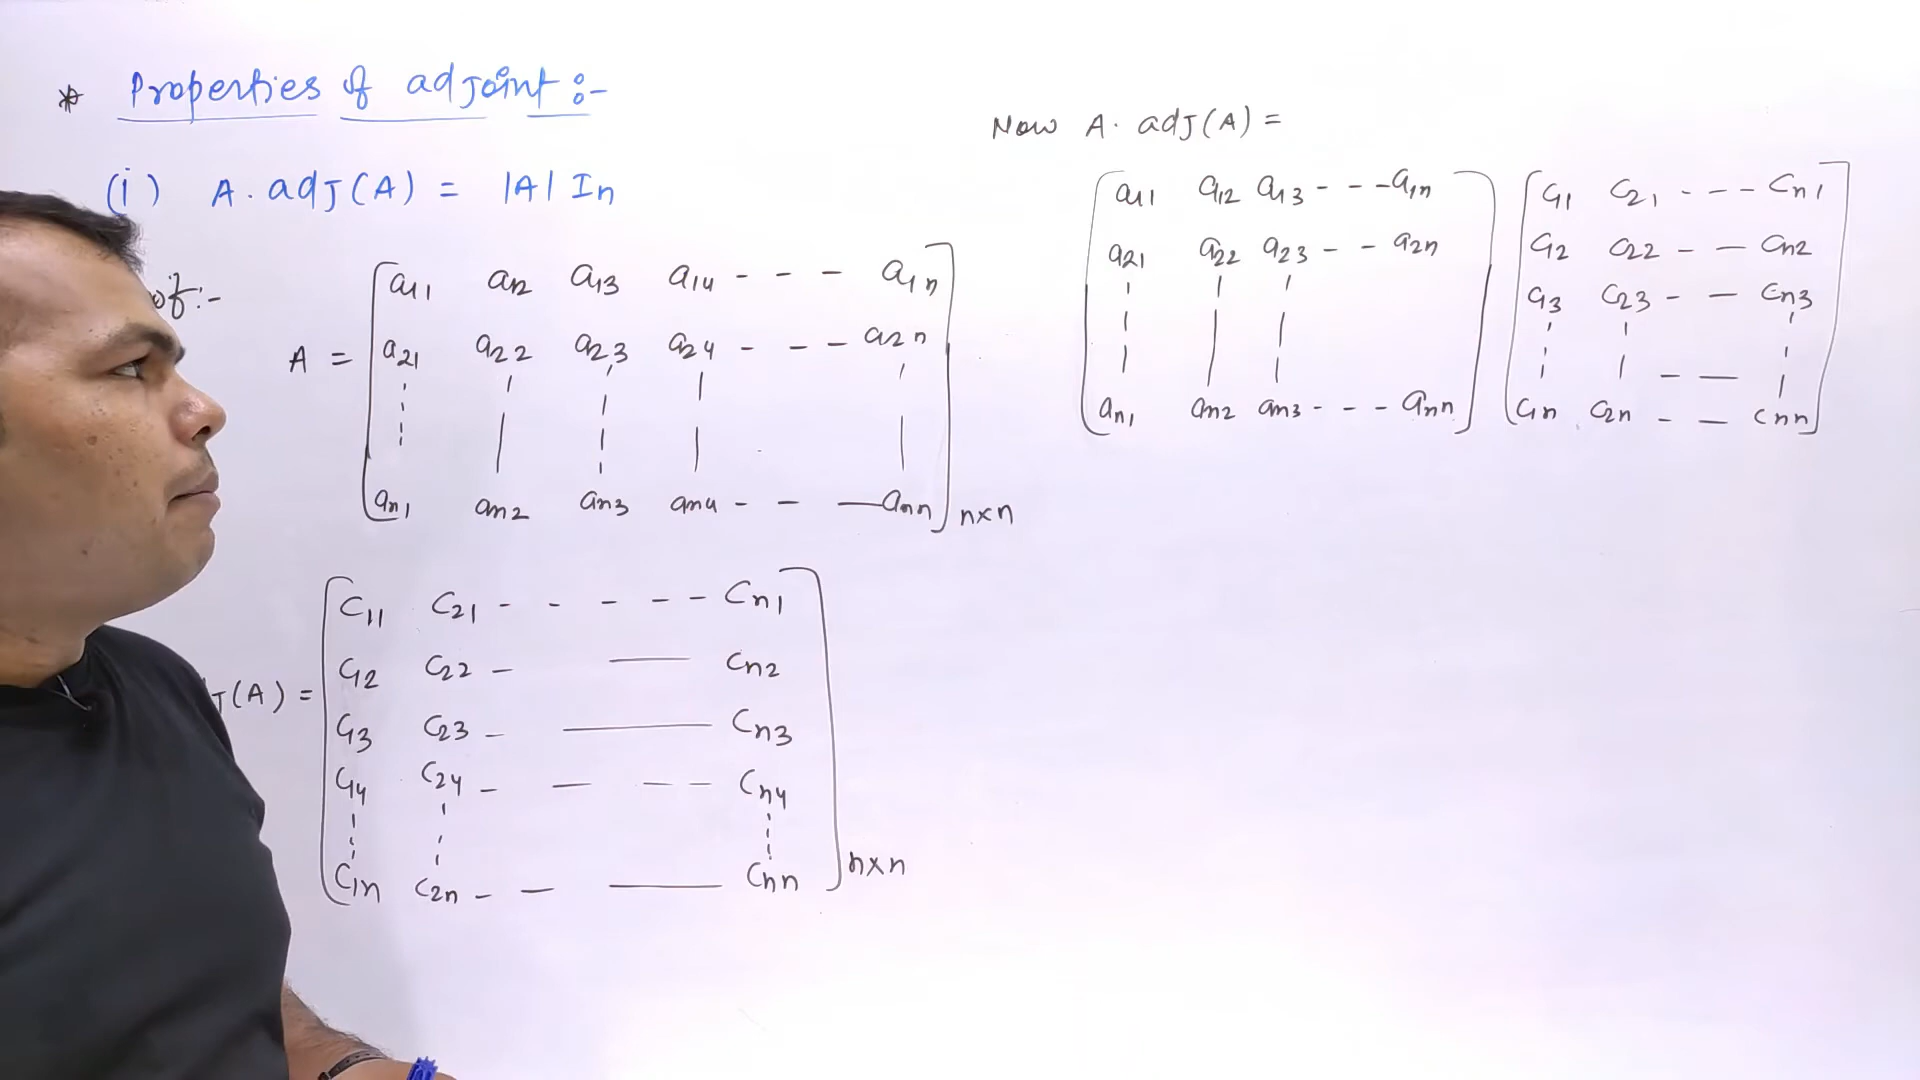 * Properties of adjoint :-
(i) A. adj(A) = |A| In
of:-
A = [a11 a12 a13 a14 - - - a1n
a21 a22 a23 a24 - - - a2n
an1 an2 an3 an4 - - — ann] n×n
J(A) = [C11 C21 - - - - - Cn1
C12 C22 - — Cn2
C13 C23 - — Cn3
C14 C24 - — - - Cn4
C1n C2n - — — Cnn] n×n
Now A. adj(A) =
[a11 a12 a13 - - - a1n
a21 a22 a23 - - a2n
an1 an2 an3 - - - ann]
[C11 C21 - - - Cn1
C12 C22 - - Cn2
C13 C23 - - Cn3
C1n C2n - - Cnn]